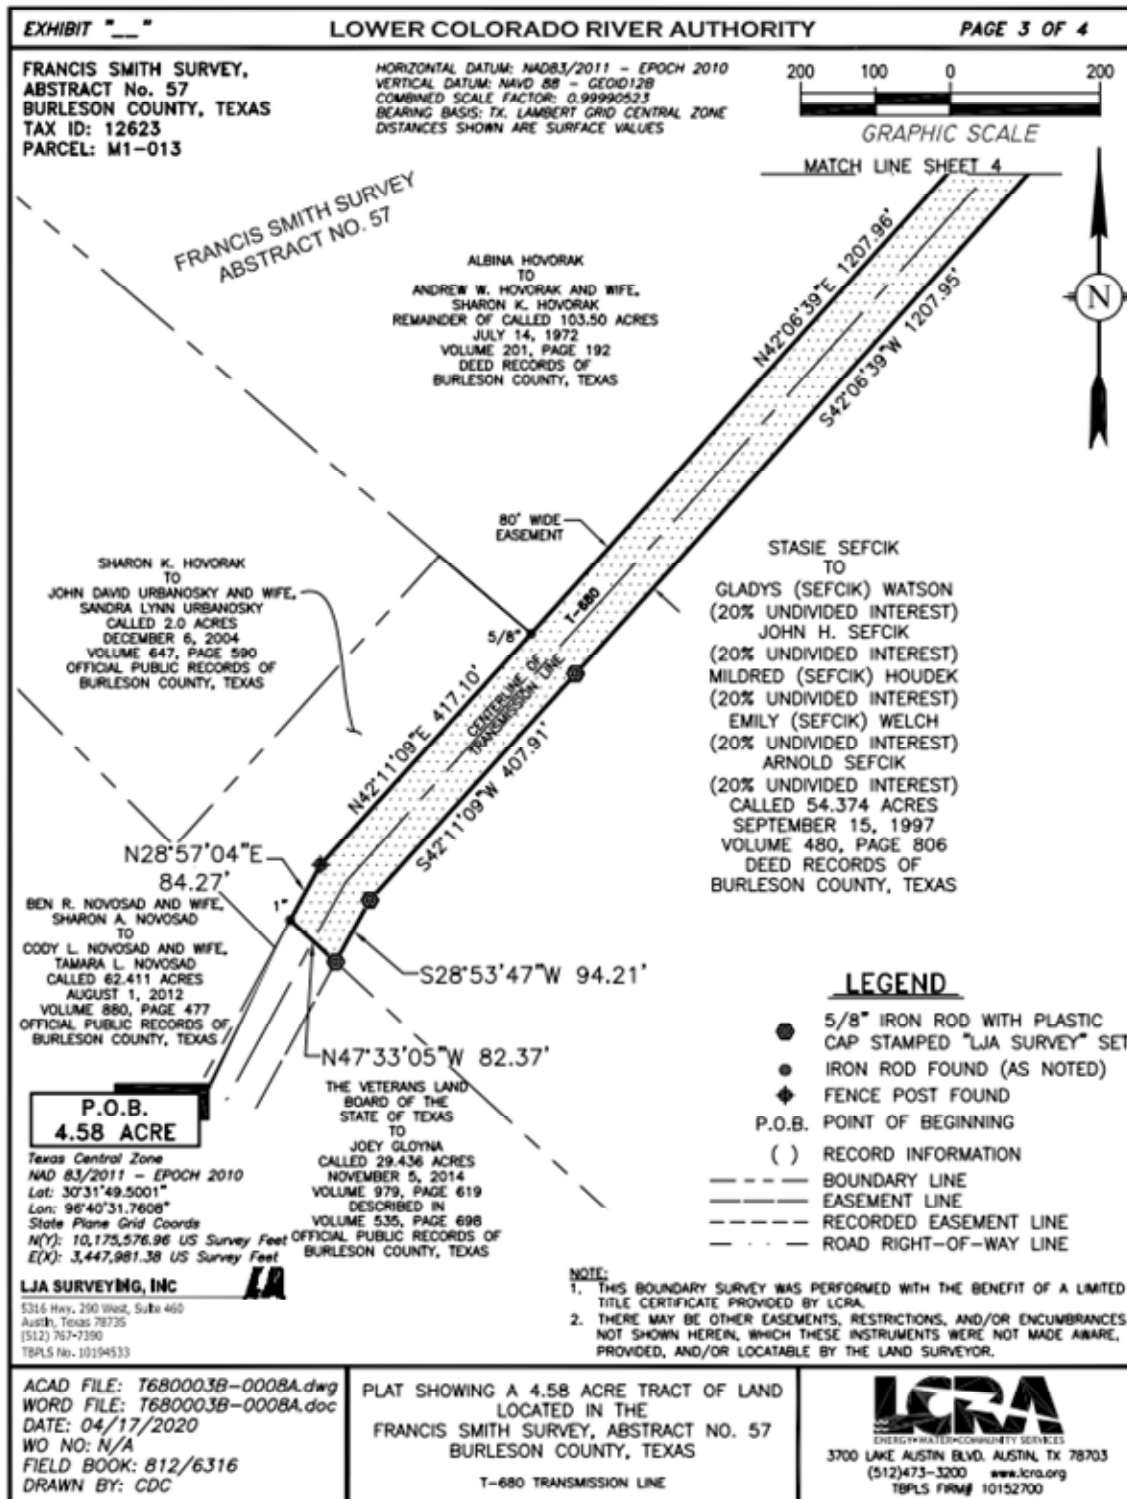 EXHIBIT "__"
LOWER COLORADO RIVER AUTHORITY
PAGE 3 OF 4
FRANCIS SMITH SURVEY,
ABSTRACT No. 57
BURLESON COUNTY, TEXAS
TAX ID: 12623
PARCEL: M1-013
HORIZONTAL DATUM: NAD83/2011 - EPOCH 2010
VERTICAL DATUM: NAVD 88 - GEOID12B
COMBINED SCALE FACTOR: 0.99990523
BEARING BASIS: TX. LAMBERT GRID CENTRAL ZONE
DISTANCES SHOWN ARE SURFACE VALUES
200 100 0 200
GRAPHIC SCALE
MATCH LINE SHEET 4
FRANCIS SMITH SURVEY
ABSTRACT NO. 57
ALBINA HOVORAK
TO
ANDREW W. HOVORAK AND WIFE,
SHARON K. HOVORAK
REMAINDER OF CALLED 103.50 ACRES
JULY 14, 1972
VOLUME 201, PAGE 192
DEED RECORDS OF
BURLESON COUNTY, TEXAS
N42°06'39"E 1207.96'
S42°06'39"W 1207.95'
N
80' WIDE
EASEMENT
T-680
5/8"
CENTERLINE OF
TRANSMISSION LINE
N42°11'09"E 417.10'
S42°11'09"W 407.91'
SHARON K. HOVORAK
TO
JOHN DAVID URBANOSKY AND WIFE,
SANDRA LYNN URBANOSKY
CALLED 2.0 ACRES
DECEMBER 6, 2004
VOLUME 647, PAGE 590
OFFICIAL PUBLIC RECORDS OF
BURLESON COUNTY, TEXAS
STASIE SEFCIK
TO
GLADYS (SEFCIK) WATSON
(20% UNDIVIDED INTEREST)
JOHN H. SEFCIK
(20% UNDIVIDED INTEREST)
MILDRED (SEFCIK) HOUDEK
(20% UNDIVIDED INTEREST)
EMILY (SEFCIK) WELCH
(20% UNDIVIDED INTEREST)
ARNOLD SEFCIK
(20% UNDIVIDED INTEREST)
CALLED 54.374 ACRES
SEPTEMBER 15, 1997
VOLUME 480, PAGE 806
DEED RECORDS OF
BURLESON COUNTY, TEXAS
N28°57'04"E
84.27'
1"
BEN R. NOVOSAD AND WIFE,
SHARON A. NOVOSAD
TO
CODY L. NOVOSAD AND WIFE,
TAMARA L. NOVOSAD
CALLED 62.411 ACRES
AUGUST 1, 2012
VOLUME 880, PAGE 477
OFFICIAL PUBLIC RECORDS OF
BURLESON COUNTY, TEXAS
S28°53'47"W 94.21'
N47°33'05"W 82.37'
THE VETERANS LAND
BOARD OF THE
STATE OF TEXAS
TO
JOEY GLOYNA
CALLED 29.436 ACRES
NOVEMBER 5, 2014
VOLUME 979, PAGE 619
DESCRIBED IN
VOLUME 535, PAGE 698
OFFICIAL PUBLIC RECORDS OF
BURLESON COUNTY, TEXAS
P.O.B.
4.58 ACRE
Texas Central Zone
NAD 83/2011 - EPOCH 2010
Lat: 30°31'49.5001"
Lon: 96°40'31.7608"
State Plane Grid Coords
N(Y): 10,175,576.96 US Survey Feet
E(X): 3,447,981.38 US Survey Feet
LEGEND
5/8" IRON ROD WITH PLASTIC
CAP STAMPED "LJA SURVEY" SET
IRON ROD FOUND (AS NOTED)
FENCE POST FOUND
P.O.B. POINT OF BEGINNING
( ) RECORD INFORMATION
BOUNDARY LINE
EASEMENT LINE
RECORDED EASEMENT LINE
ROAD RIGHT-OF-WAY LINE
LJA SURVEYING, INC
5316 Hwy. 290 West, Suite 460
Austin, Texas 78735
(512) 767-7390
TBPLS No. 10194533
NOTE:
1. THIS BOUNDARY SURVEY WAS PERFORMED WITH THE BENEFIT OF A LIMITED
TITLE CERTIFICATE PROVIDED BY LCRA.
2. THERE MAY BE OTHER EASEMENTS, RESTRICTIONS, AND/OR ENCUMBRANCES
NOT SHOWN HEREIN, WHICH THESE INSTRUMENTS WERE NOT MADE AWARE,
PROVIDED, AND/OR LOCATABLE BY THE LAND SURVEYOR.
ACAD FILE: T680003B-0008A.dwg
WORD FILE: T680003B-0008A.doc
DATE: 04/17/2020
WO NO: N/A
FIELD BOOK: 812/6316
DRAWN BY: CDC
PLAT SHOWING A 4.58 ACRE TRACT OF LAND
LOCATED IN THE
FRANCIS SMITH SURVEY, ABSTRACT NO. 57
BURLESON COUNTY, TEXAS
T-680 TRANSMISSION LINE
LCRA
ENERGY•WATER•COMMUNITY SERVICES
3700 LAKE AUSTIN BLVD. AUSTIN, TX 78703
(512)473-3200 www.lcra.org
TBPLS FIRM# 10152700